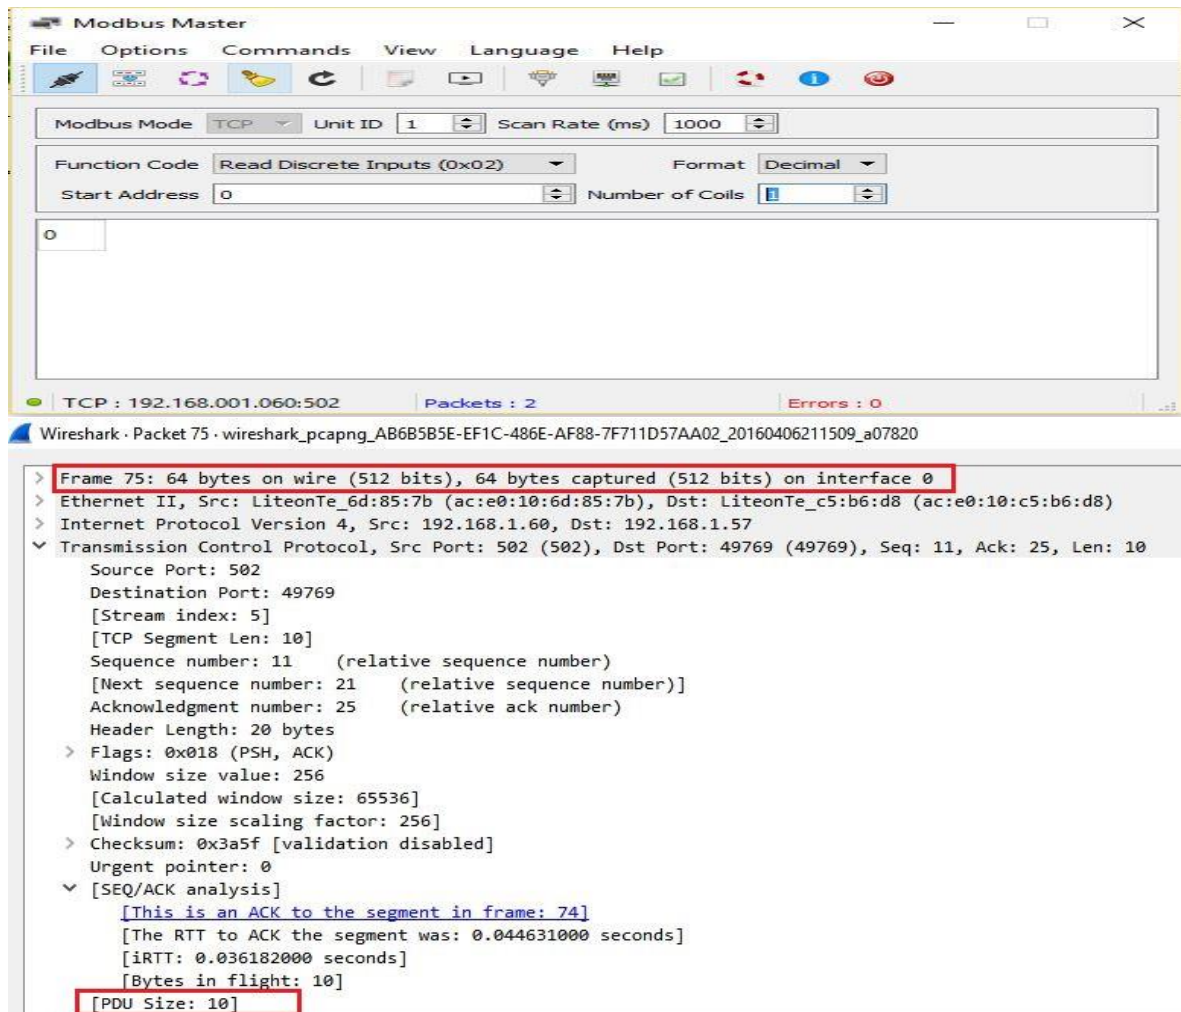 Modbus Master
File Options Commands View Language Help
Modbus Mode TCP Unit ID 1 Scan Rate (ms) 1000
Function Code Read Discrete Inputs (0x02) Format Decimal
Start Address 0 Number of Coils 1
0
TCP : 192.168.001.060:502 Packets : 2 Errors : 0
Wireshark · Packet 75 · wireshark_pcapng_AB6B5B5E-EF1C-486E-AF88-7F711D57AA02_20160406211509_a07820
> Frame 75: 64 bytes on wire (512 bits), 64 bytes captured (512 bits) on interface 0
> Ethernet II, Src: LiteonTe_6d:85:7b (ac:e0:10:6d:85:7b), Dst: LiteonTe_c5:b6:d8 (ac:e0:10:c5:b6:d8)
> Internet Protocol Version 4, Src: 192.168.1.60, Dst: 192.168.1.57
Transmission Control Protocol, Src Port: 502 (502), Dst Port: 49769 (49769), Seq: 11, Ack: 25, Len: 10
Source Port: 502
Destination Port: 49769
[Stream index: 5]
[TCP Segment Len: 10]
Sequence number: 11 (relative sequence number)
[Next sequence number: 21 (relative sequence number)]
Acknowledgment number: 25 (relative ack number)
Header Length: 20 bytes
> Flags: 0x018 (PSH, ACK)
Window size value: 256
[Calculated window size: 65536]
[Window size scaling factor: 256]
> Checksum: 0x3a5f [validation disabled]
Urgent pointer: 0
[SEQ/ACK analysis]
[This is an ACK to the segment in frame: 74]
[The RTT to ACK the segment was: 0.044631000 seconds]
[iRTT: 0.036182000 seconds]
[Bytes in flight: 10]
[PDU Size: 10]